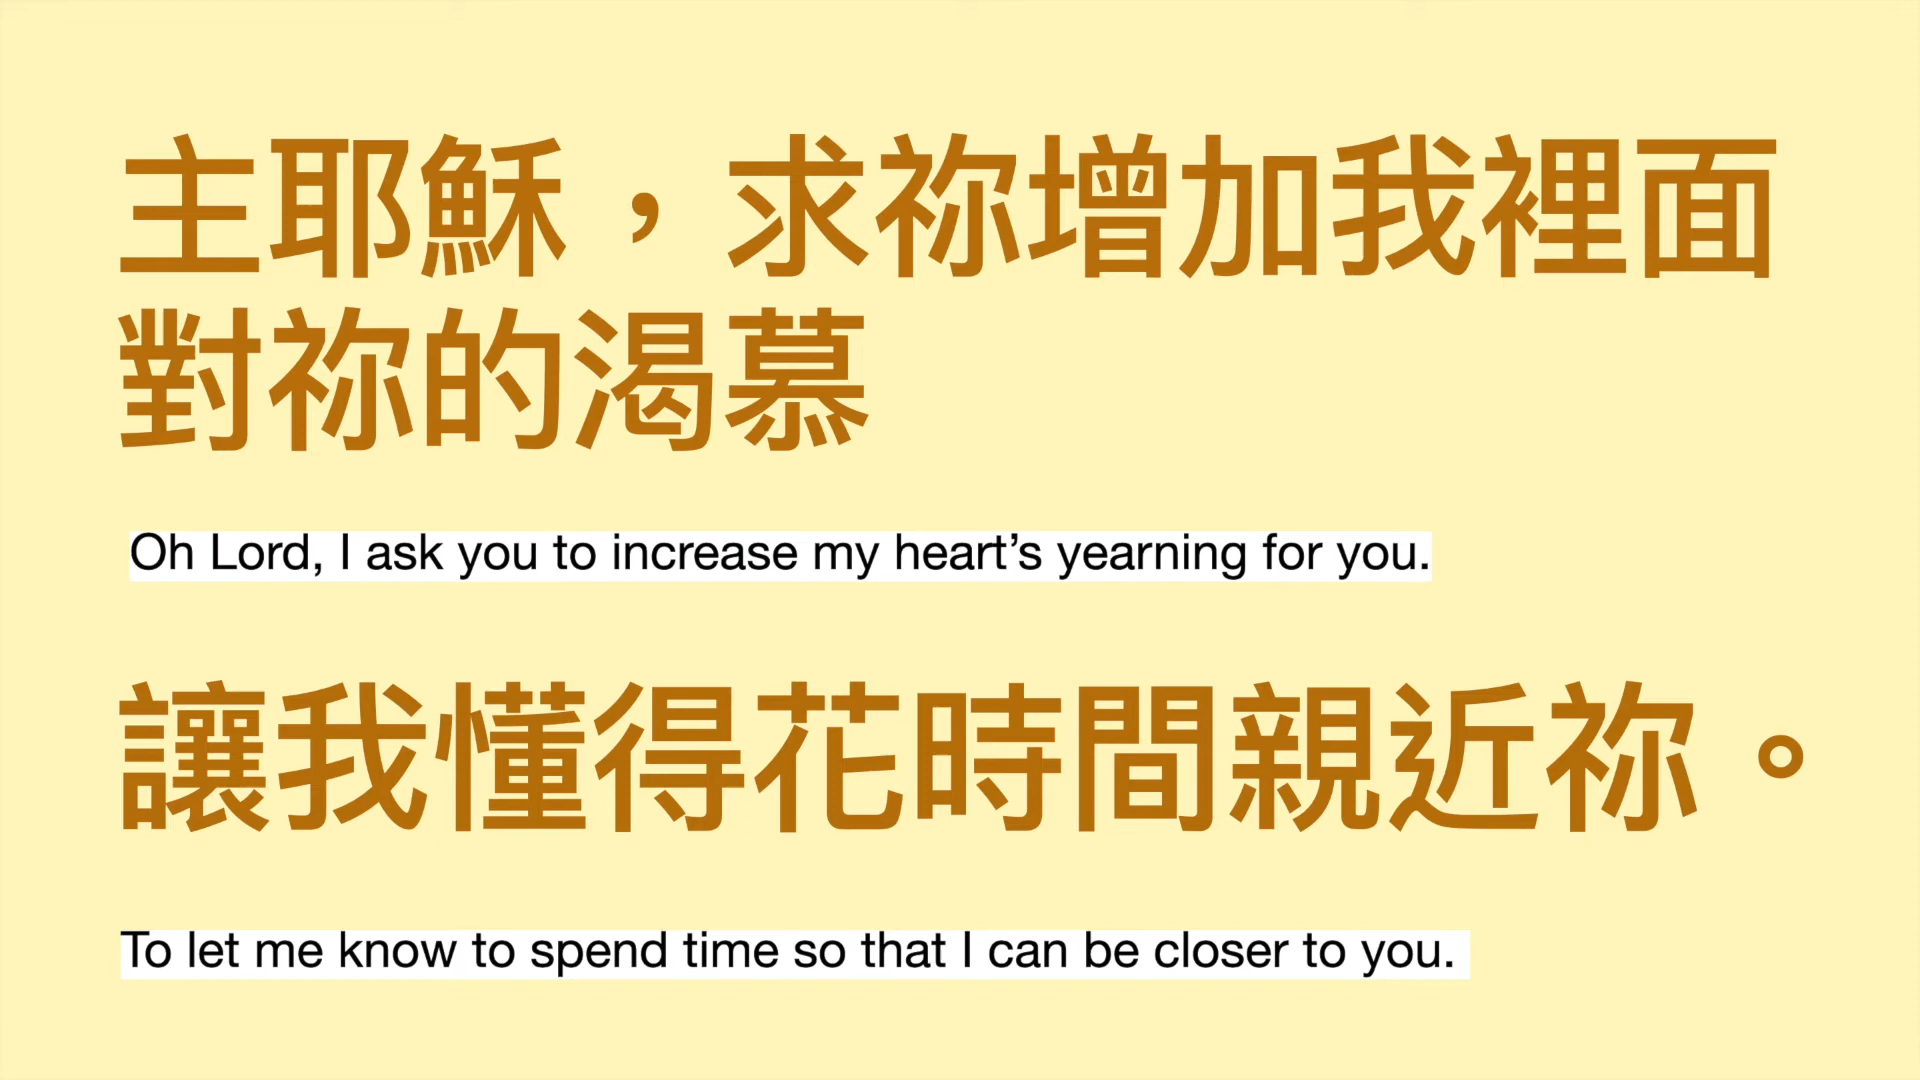 主耶穌，求祢增加我裡面
對祢的渴慕
Oh Lord, I ask you to increase my heart’s yearning for you.
讓我懂得花時間親近祢。
To let me know to spend time so that I can be closer to you.